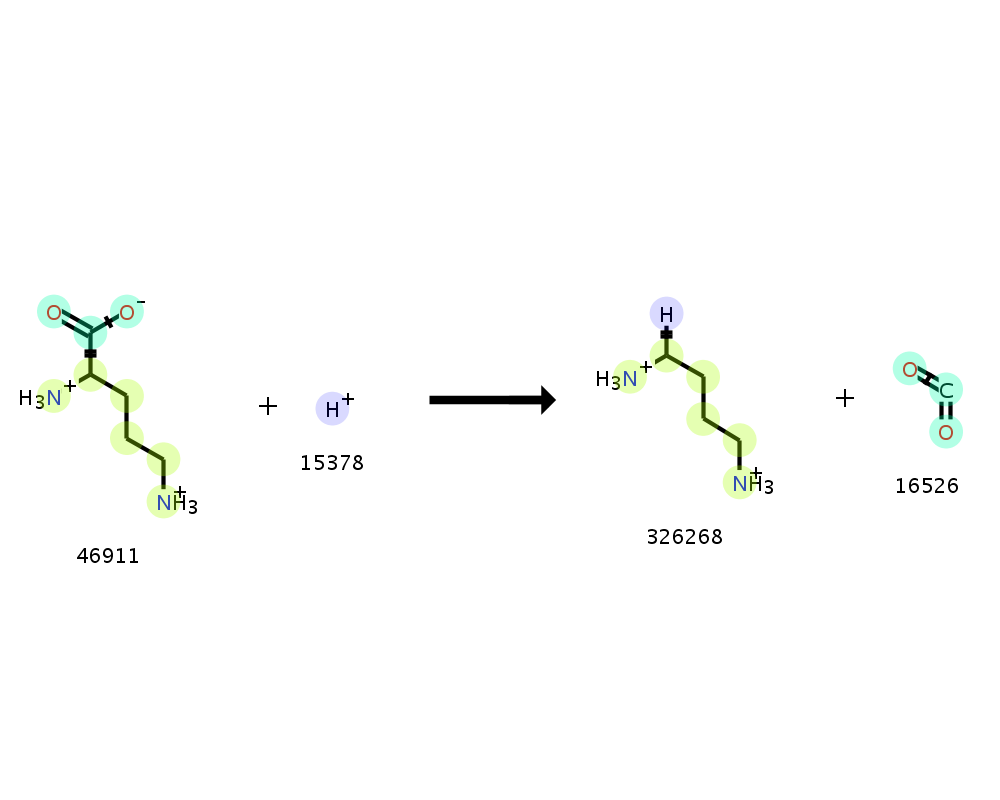 O O⁻
H₃N⁺
NH₃⁺
46911
+
H⁺
15378
H
H₃N⁺
NH₃⁺
326268
+
O
C
O
16526